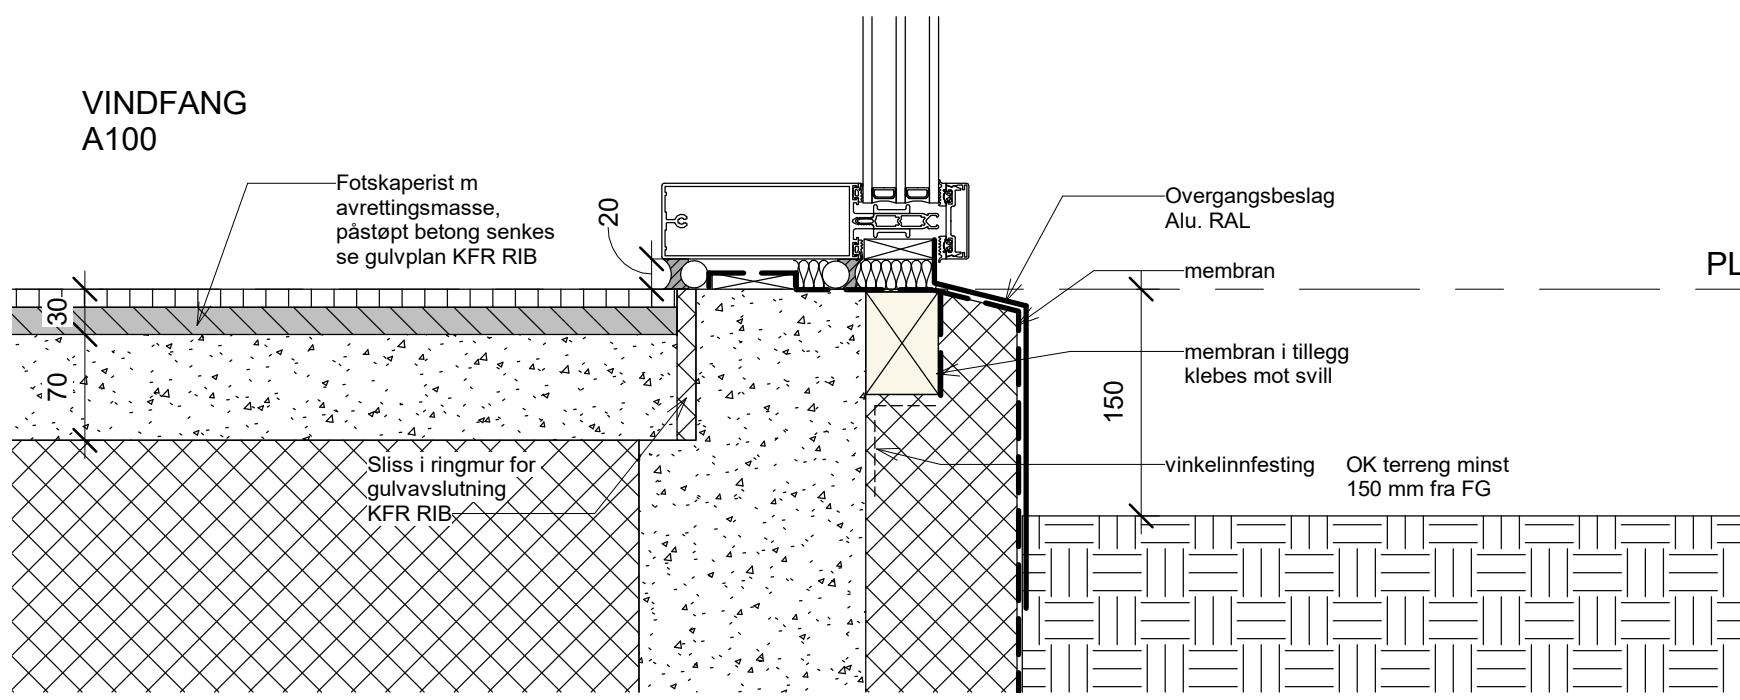 VINDFANG
A100
Fotskaperist m
avrettingsmasse,
påstøpt betong senkes
se gulvplan KFR RIB
20
Overgangsbeslag
Alu. RAL
membran
PL
30
70
membran i tillegg
klebes mot svill
150
Sliss i ringmur for
gulvavslutning
KFR RIB
vinkelinnfesting
OK terreng minst
150 mm fra FG